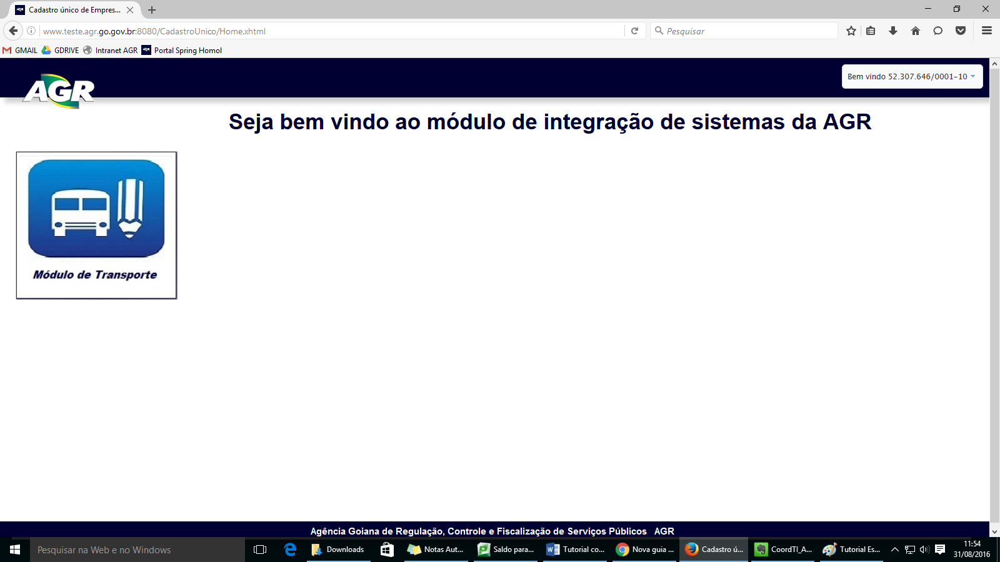 Cadastro único de Empres...
www.teste.agr.go.gov.br:8080/CadastroUnico/Home.xhtml
Pesquisar
GMAIL GDRIVE Intranet AGR Portal Spring Homol
AGR
Bem vindo 52.307.646/0001-10
Seja bem vindo ao módulo de integração de sistemas da AGR
Módulo de Transporte
Agência Goiana de Regulação, Controle e Fiscalização de Serviços Públicos AGR
Pesquisar na Web e no Windows
Downloads
Notas Aut...
Saldo para...
Tutorial co...
Nova guia ...
Cadastro ú...
CoordTI_A...
Tutorial Es...
11:54
31/08/2016